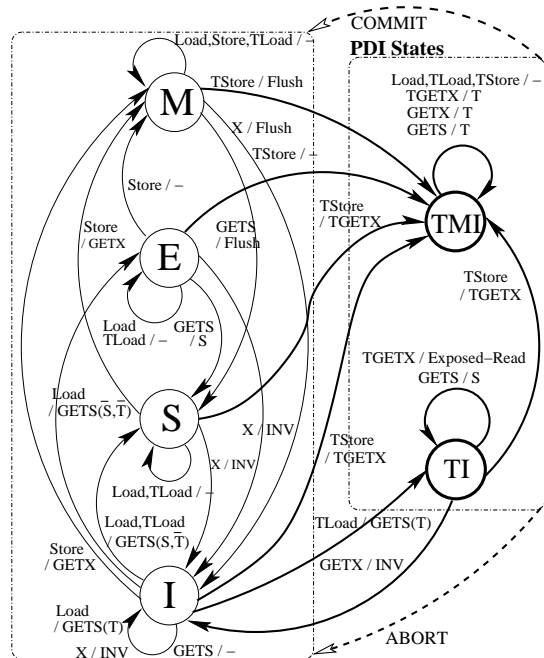 COMMIT
PDI States
Load,Store,TLoad / –
M
TStore / Flush
X / Flush
TStore / –
Load,TLoad,TStore / –
TGETX / T
GETX / T
GETS / T
TMI
Store / –
Store
/ GETX
E
GETS
/ Flush
TStore
/ TGETX
TStore
/ TGETX
Load
TLoad / –
GETS
/ S
TGETX / Exposed–Read
GETS / S
TI
Load
/ GETS(S̄,T̄)
S
X / INV
X / INV
Load,TLoad / –
TStore
/ TGETX
Load,TLoad
/ GETS(S,T̄)
TLoad / GETS(T)
Store
/ GETX
I
GETX / INV
Load
/ GETS(T)
X / INV
GETS / –
ABORT